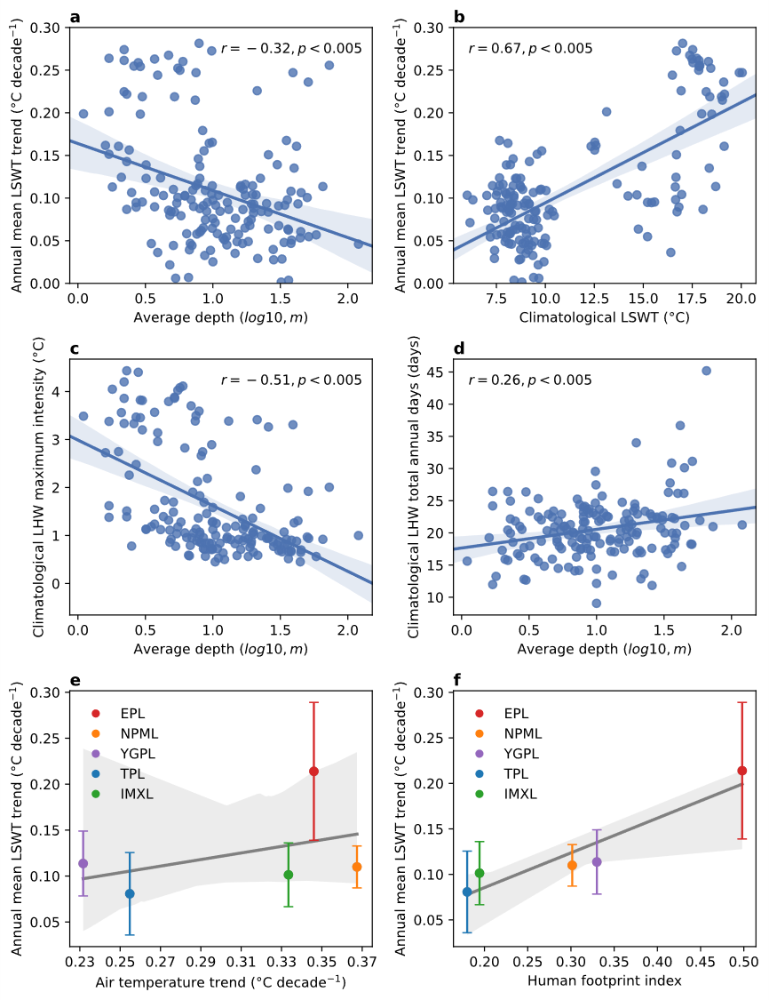 a
r = −0.32, p < 0.005
0.30
0.25
0.20
0.15
0.10
0.05
0.00
Annual mean LSWT trend (°C decade⁻¹)
0.0 0.5 1.0 1.5 2.0
Average depth (log10, m)
b
r = 0.67, p < 0.005
0.30
0.25
0.20
0.15
0.10
0.05
0.00
Annual mean LSWT trend (°C decade⁻¹)
7.5 10.0 12.5 15.0 17.5 20.0
Climatological LSWT (°C)
c
r = −0.51, p < 0.005
4
3
2
1
0
Climatological LHW maximum intensity (°C)
0.0 0.5 1.0 1.5 2.0
Average depth (log10, m)
d
r = 0.26, p < 0.005
45
40
35
30
25
20
15
10
Climatological LHW total annual days (days)
0.0 0.5 1.0 1.5 2.0
Average depth (log10, m)
e
EPL
NPML
YGPL
TPL
IMXL
0.30
0.25
0.20
0.15
0.10
0.05
Annual mean LSWT trend (°C decade⁻¹)
0.23 0.25 0.27 0.29 0.31 0.33 0.35 0.37
Air temperature trend (°C decade⁻¹)
f
EPL
NPML
YGPL
TPL
IMXL
0.30
0.25
0.20
0.15
0.10
0.05
Annual mean LSWT trend (°C decade⁻¹)
0.20 0.25 0.30 0.35 0.40 0.45 0.50
Human footprint index